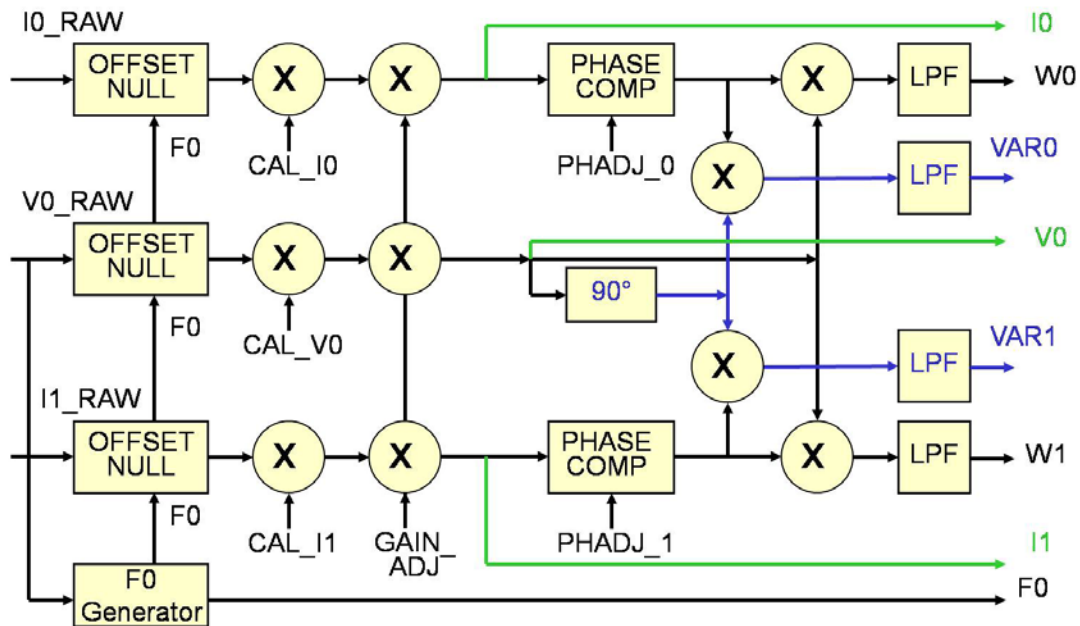 I0_RAW
OFFSET
NULL
X
X
PHASE
COMP
X
LPF
I0
W0
F0
CAL_I0
PHADJ_0
X
LPF
VAR0
V0_RAW
OFFSET
NULL
X
X
V0
90°
F0
CAL_V0
X
LPF
VAR1
I1_RAW
OFFSET
NULL
X
X
PHASE
COMP
X
LPF
W1
F0
CAL_I1
GAIN_
ADJ
PHADJ_1
I1
F0
Generator
F0